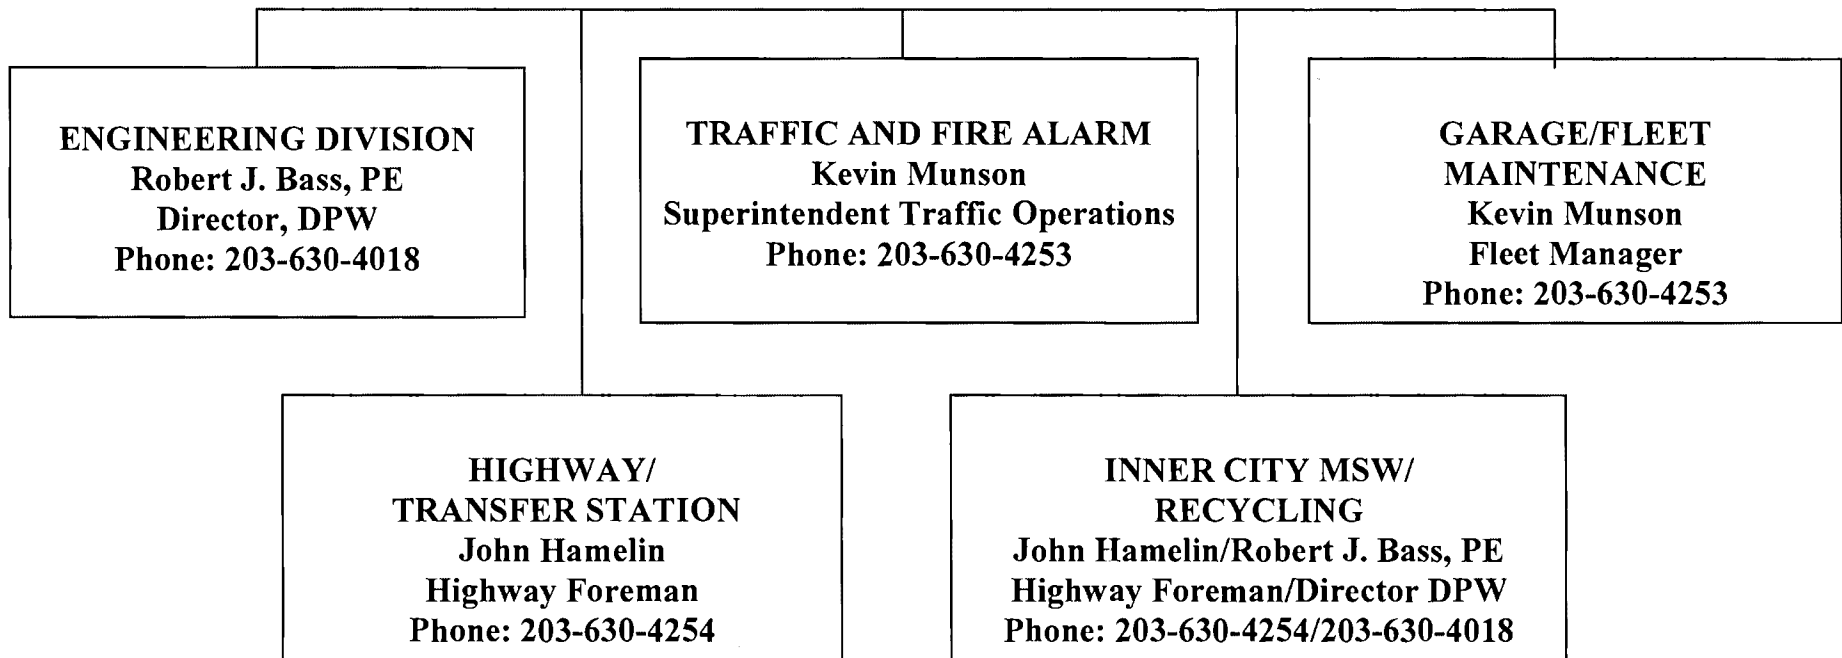 ENGINEERING DIVISION
Robert J. Bass, PE
Director, DPW
Phone: 203-630-4018
TRAFFIC AND FIRE ALARM
Kevin Munson
Superintendent Traffic Operations
Phone: 203-630-4253
GARAGE/FLEET
MAINTENANCE
Kevin Munson
Fleet Manager
Phone: 203-630-4253
HIGHWAY/
TRANSFER STATION
John Hamelin
Highway Foreman
Phone: 203-630-4254
INNER CITY MSW/
RECYCLING
John Hamelin/Robert J. Bass, PE
Highway Foreman/Director DPW
Phone: 203-630-4254/203-630-4018